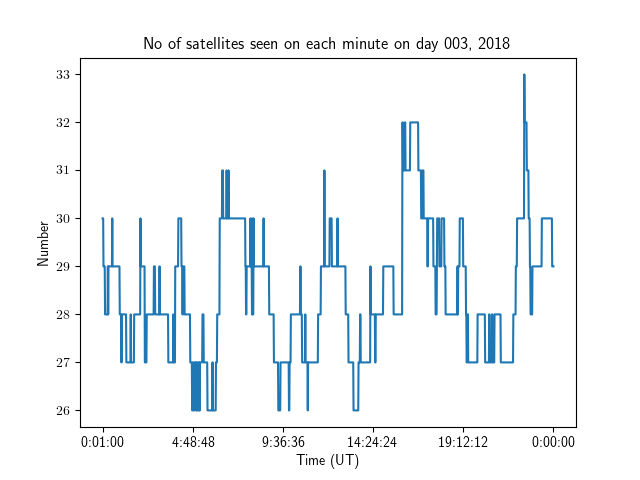 No of satellites seen on each minute on day 003, 2018
33
32
31
30
29
28
27
26
Number
0:01:00 4:48:48 9:36:36 14:24:24 19:12:12 0:00:00
Time (UT)